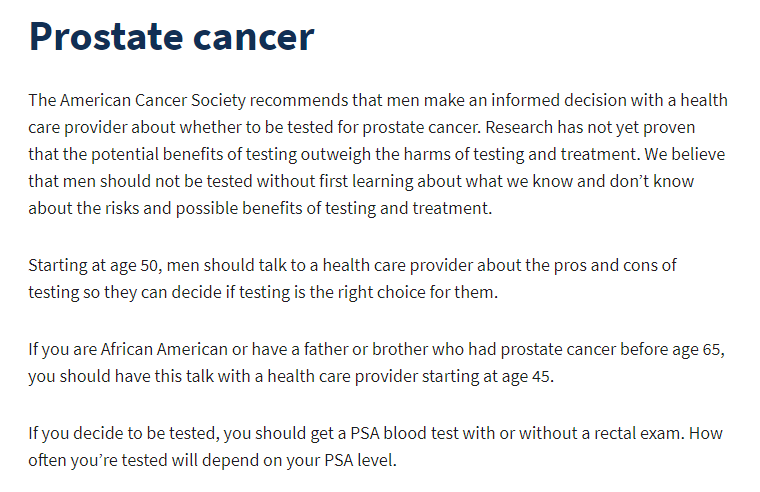 Prostate cancer
The American Cancer Society recommends that men make an informed decision with a health
care provider about whether to be tested for prostate cancer. Research has not yet proven
that the potential benefits of testing outweigh the harms of testing and treatment. We believe
that men should not be tested without first learning about what we know and don’t know
about the risks and possible benefits of testing and treatment.
Starting at age 50, men should talk to a health care provider about the pros and cons of
testing so they can decide if testing is the right choice for them.
If you are African American or have a father or brother who had prostate cancer before age 65,
you should have this talk with a health care provider starting at age 45.
If you decide to be tested, you should get a PSA blood test with or without a rectal exam. How
often you’re tested will depend on your PSA level.